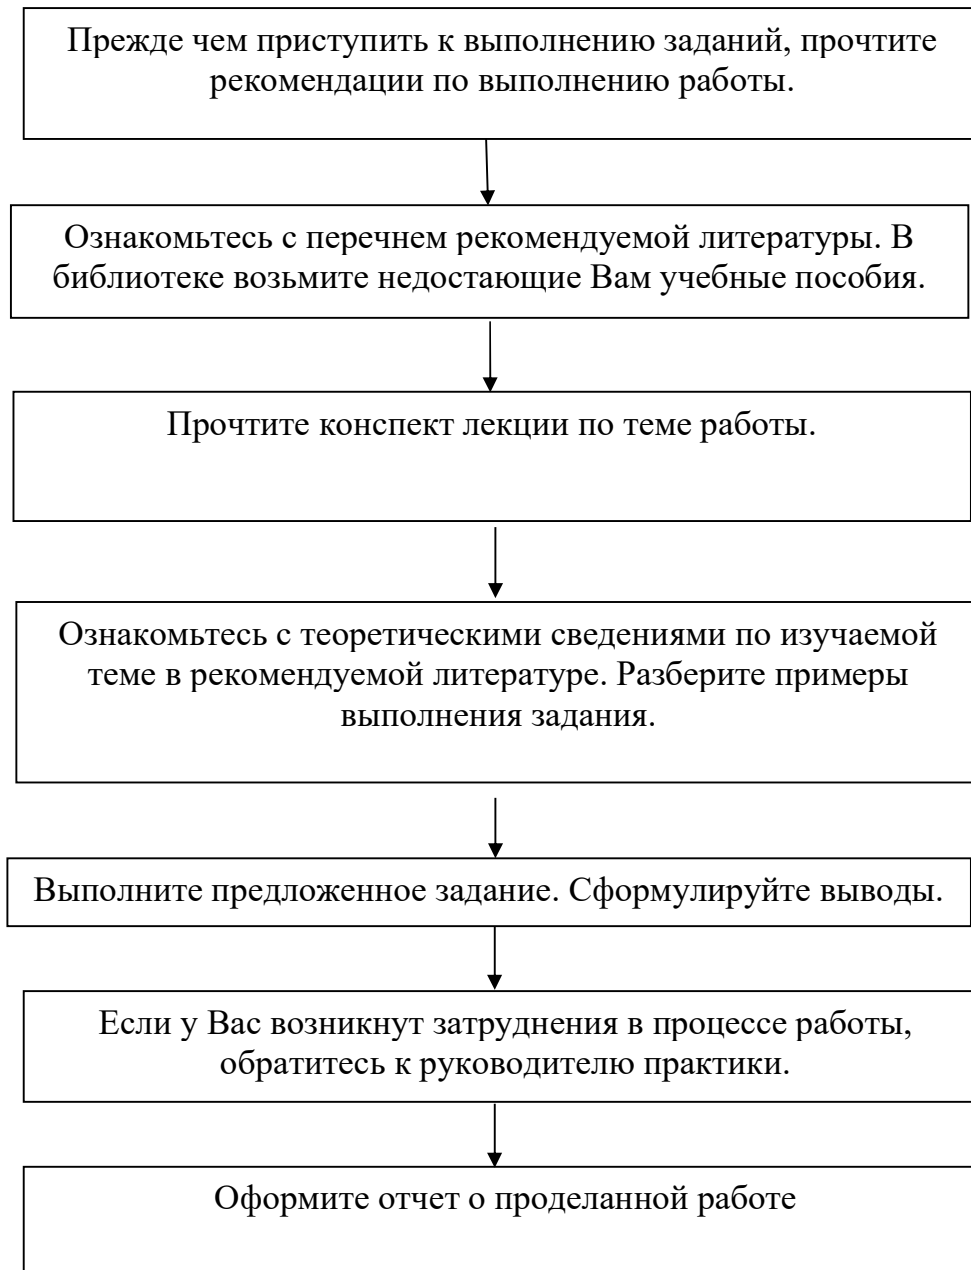 Прежде чем приступить к выполнению заданий, прочтите
рекомендации по выполнению работы.
Ознакомьтесь с перечнем рекомендуемой литературы. В
библиотеке возьмите недостающие Вам учебные пособия.
Прочтите конспект лекции по теме работы.
Ознакомьтесь с теоретическими сведениями по изучаемой
теме в рекомендуемой литературе. Разберите примеры
выполнения задания.
Выполните предложенное задание. Сформулируйте выводы.
Если у Вас возникнут затруднения в процессе работы,
обратитесь к руководителю практики.
Оформите отчет о проделанной работе